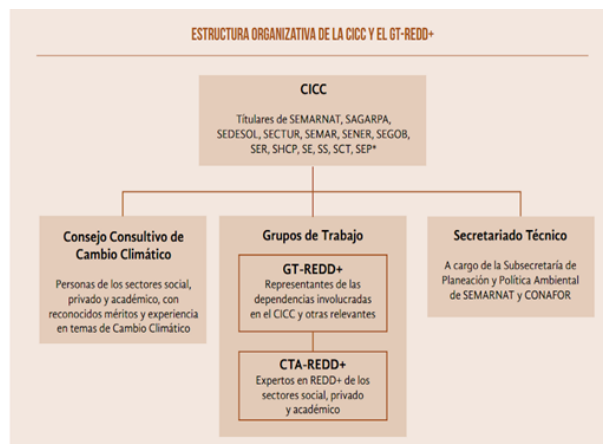 ESTRUCTURA ORGANIZATIVA DE LA CICC Y EL GT-REDD+
CICC
Títulares de SEMARNAT, SAGARPA,
SEDESOL, SECTUR, SEMAR, SENER, SEGOB,
SER, SHCP, SE, SS, SCT, SEP*
Consejo Consultivo de
Cambio Climático
Personas de los sectores social,
privado y académico, con
reconocidos méritos y experiencia
en temas de Cambio Climático
Grupos de Trabajo
GT-REDD+
Representantes de las
dependencias involucradas
en el CICC y otras relevantes
CTA-REDD+
Expertos en REDD+ de los
sectores social, privado
y académico
Secretariado Técnico
A cargo de la Subsecretaría de
Planeación y Política Ambiental
de SEMARNAT y CONAFOR